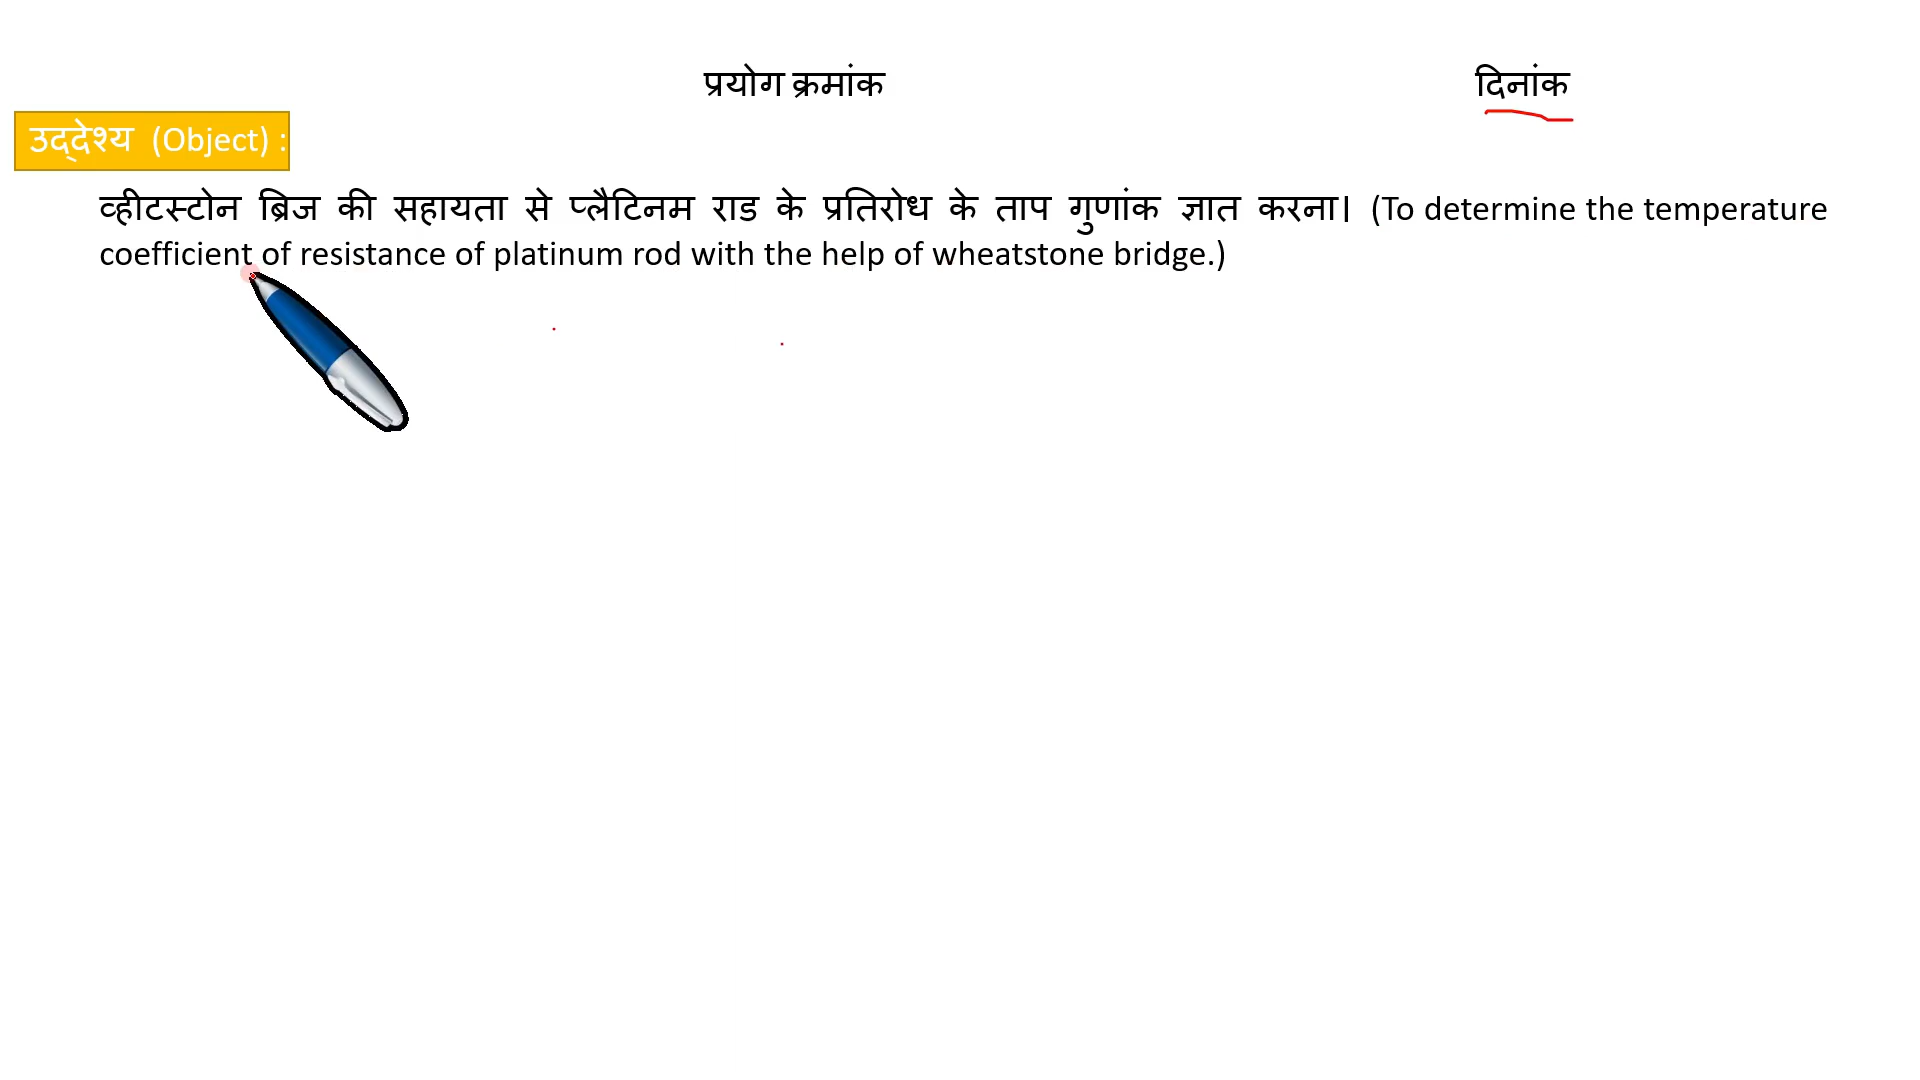 प्रयोग क्रमांक दिनांक
उद्देश्य (Object) :
व्हीटस्टोन ब्रिज की सहायता से प्लैटिनम राड के प्रतिरोध के ताप गुणांक ज्ञात करना। (To determine the temperature
coefficient of resistance of platinum rod with the help of wheatstone bridge.)